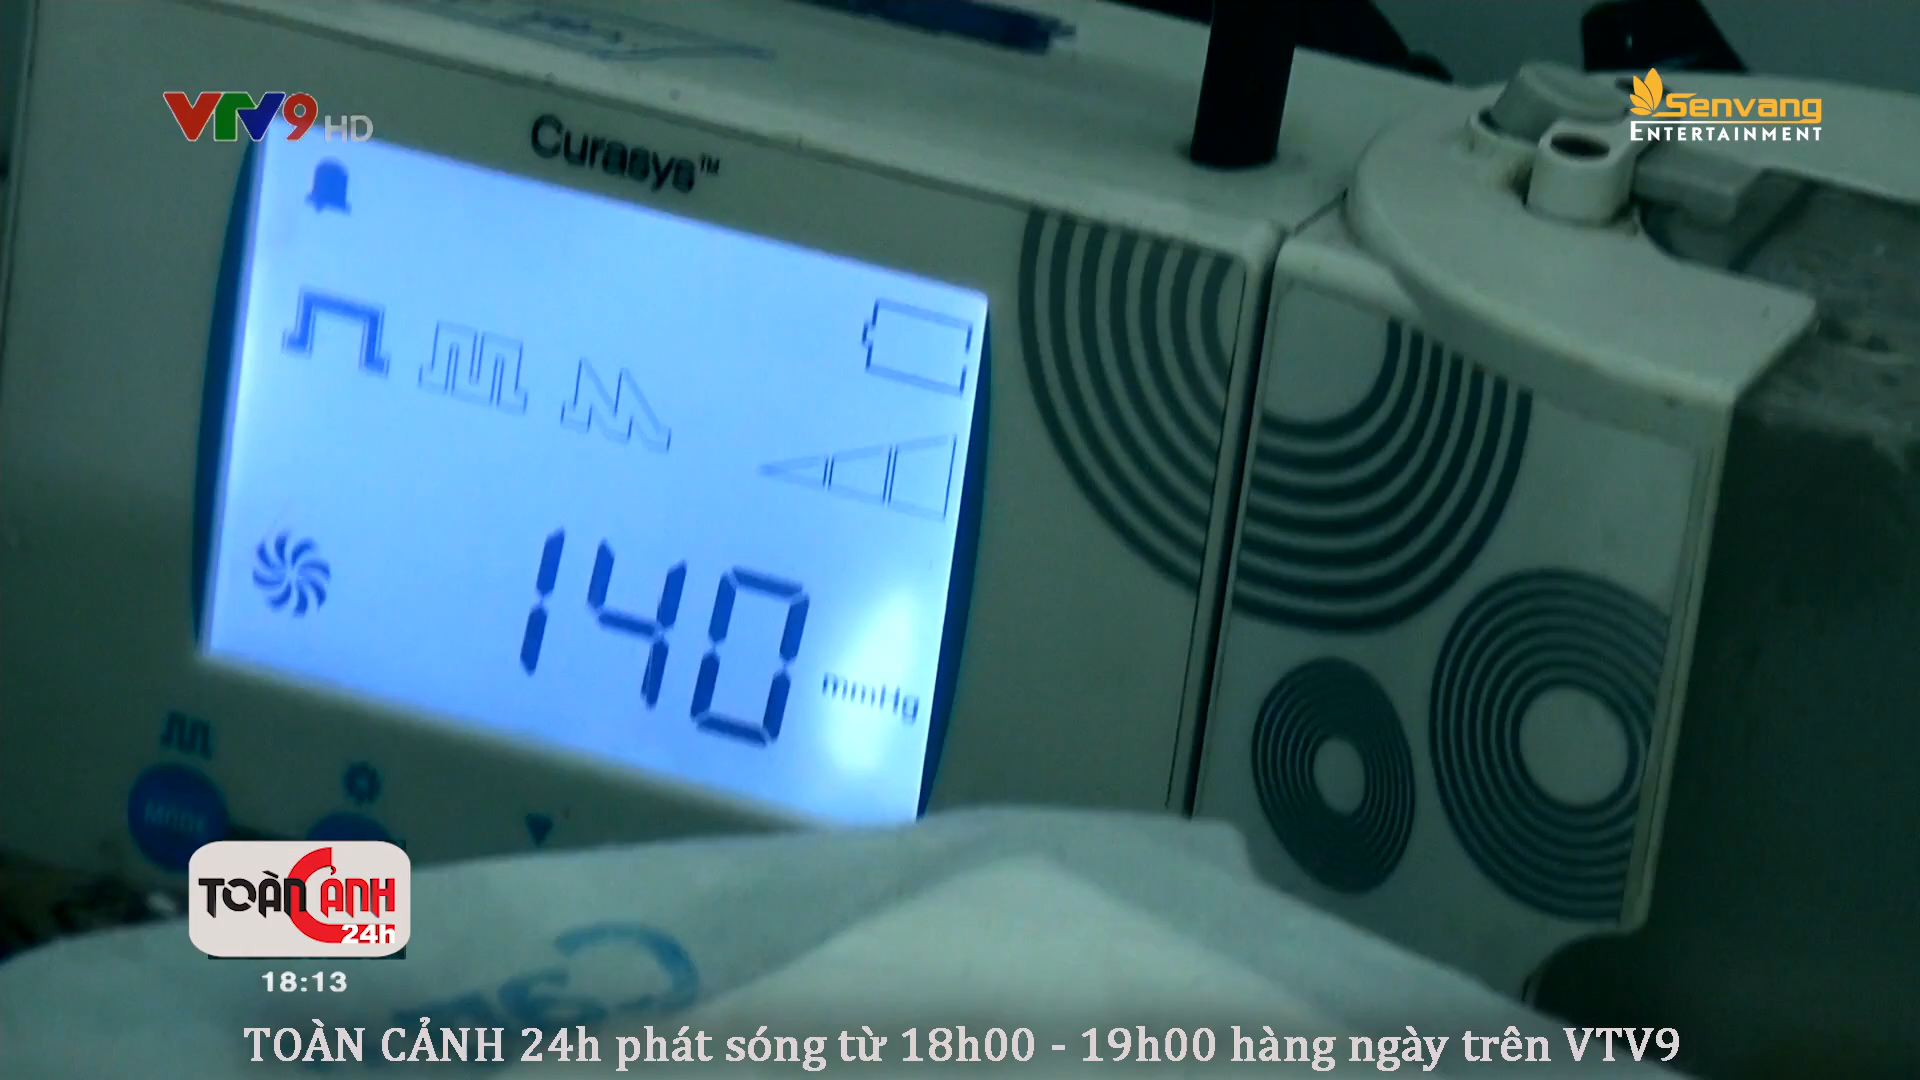 VTV9 HD
Senvang
ENTERTAINMENT
Curasys™
140 mmHg
MODE
TOÀN CẢNH
24h
18:13
TOÀN CẢNH 24h phát sóng từ 18h00 - 19h00 hàng ngày trên VTV9